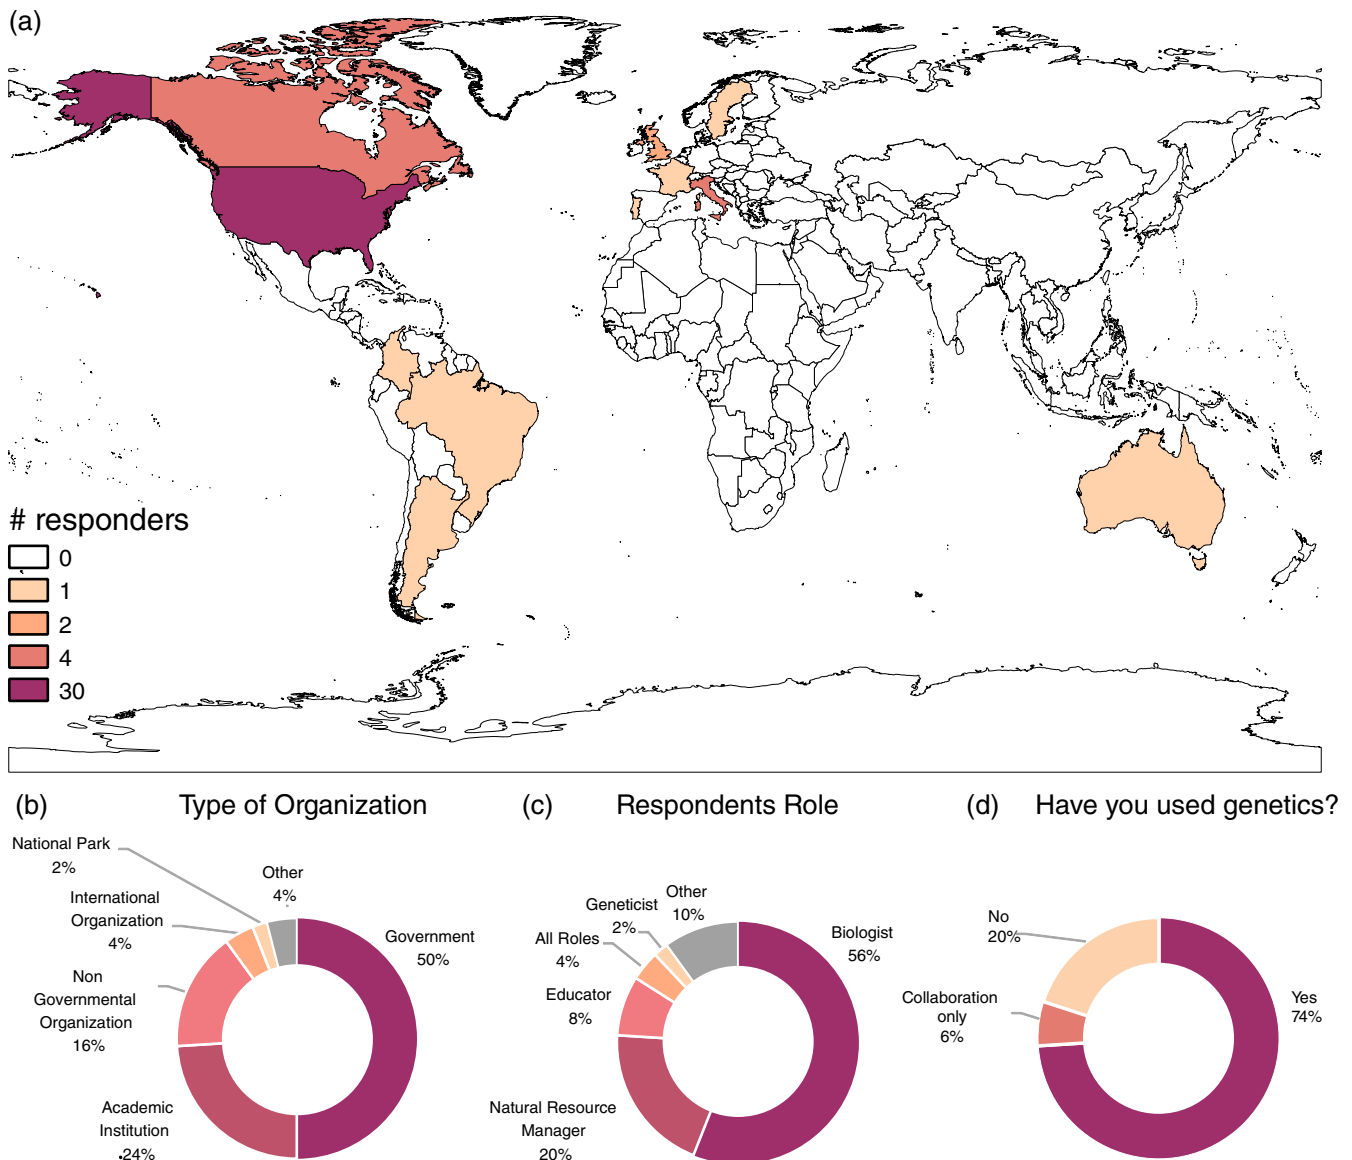 (a)
# responders
0
1
2
4
30
(b)
Type of Organization
National Park
2%
International
Organization
4%
Other
4%
Government
50%
Non
Governmental
Organization
16%
Academic
Institution
24%
(c)
Respondents Role
Geneticist
2%
Other
10%
All Roles
4%
Biologist
56%
Educator
8%
Natural Resource
Manager
20%
(d)
Have you used genetics?
No
20%
Collaboration
only
6%
Yes
74%